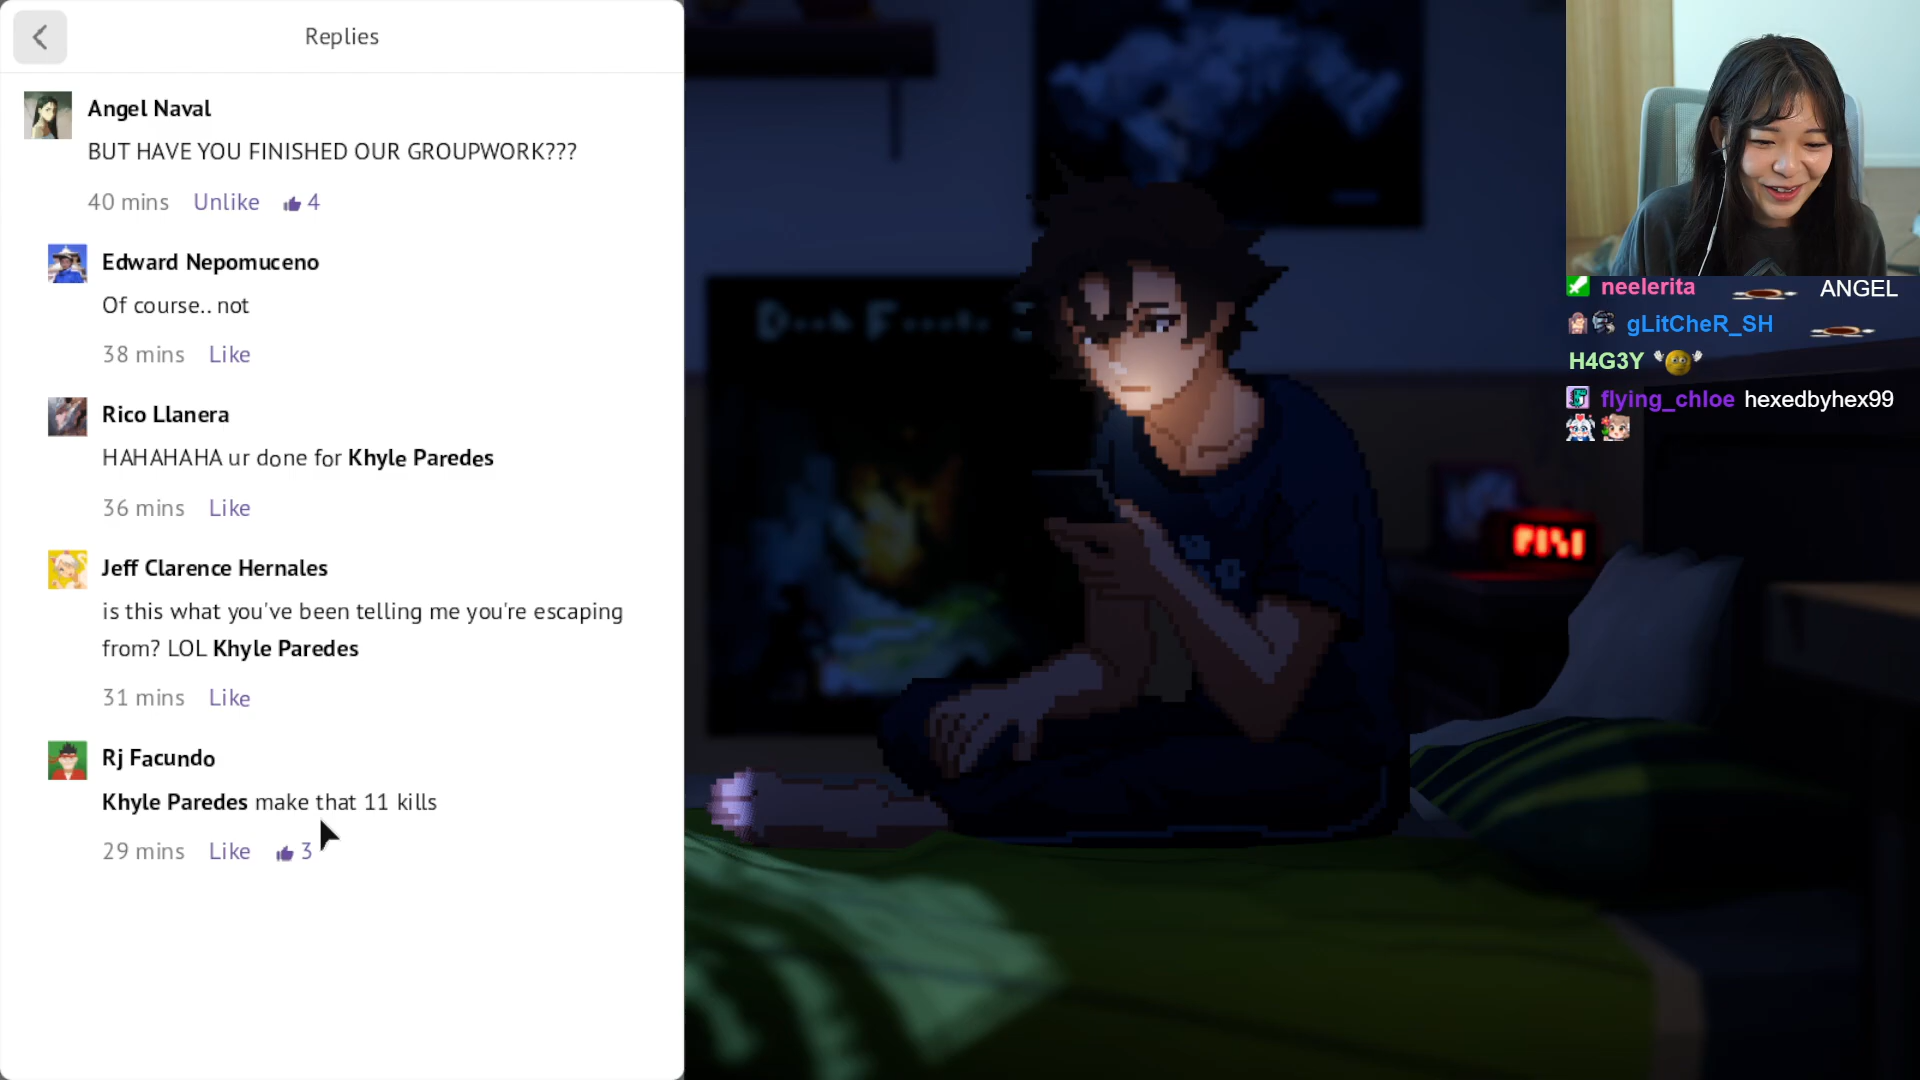 Replies
Angel Naval
BUT HAVE YOU FINISHED OUR GROUPWORK???
40 mins Unlike 4
Edward Nepomuceno
Of course.. not
38 mins Like
Rico Llanera
HAHAHAHA ur done for Khyle Paredes
36 mins Like
Jeff Clarence Hernales
is this what you've been telling me you're escaping
from? LOL Khyle Paredes
31 mins Like
Rj Facundo
Khyle Paredes make that 11 kills
29 mins Like 3
neelerita ANGEL
gLitCheR_SH
H4G3Y
flying_chloe hexedbyhex99